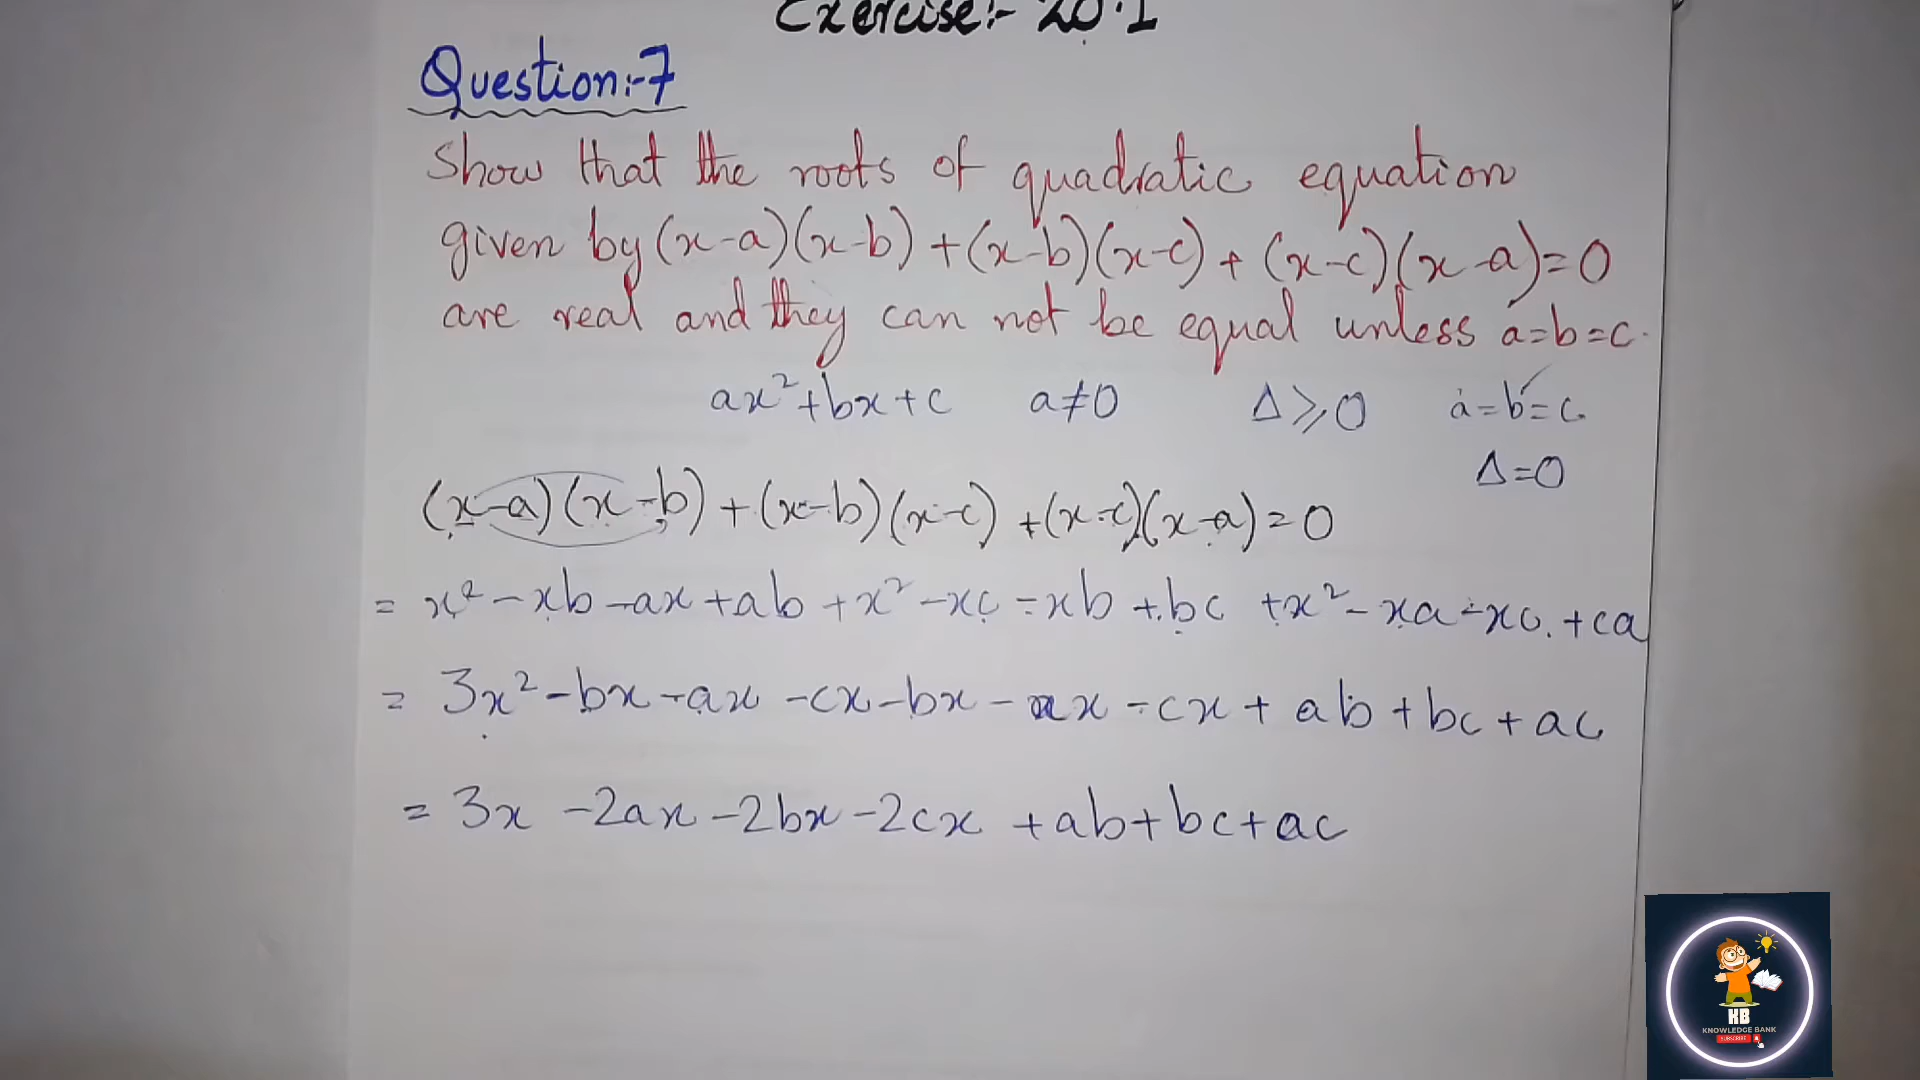 Exercise:- 20.1
Question:-7
Show that the roots of quadratic equation
given by (x-a)(x-b)+(x-b)(x-c)+(x-c)(x-a)=0
are real and they can not be equal unless a=b=c.
ax²+bx+c a≠0 Δ⩾0 a=b=c.
Δ=0
(x-a)(x-b)+(x-b)(x-c)+(x-c)(x-a)=0
= x²-xb-ax+ab+x²-xc-xb+bc+x²-xa-xc+ca
= 3x²-bx-ax-cx-bx-ax-cx+ab+bc+ac
= 3x-2ax-2bx-2cx+ab+bc+ac
KB
KNOWLEDGE BANK
SUBSCRIBE